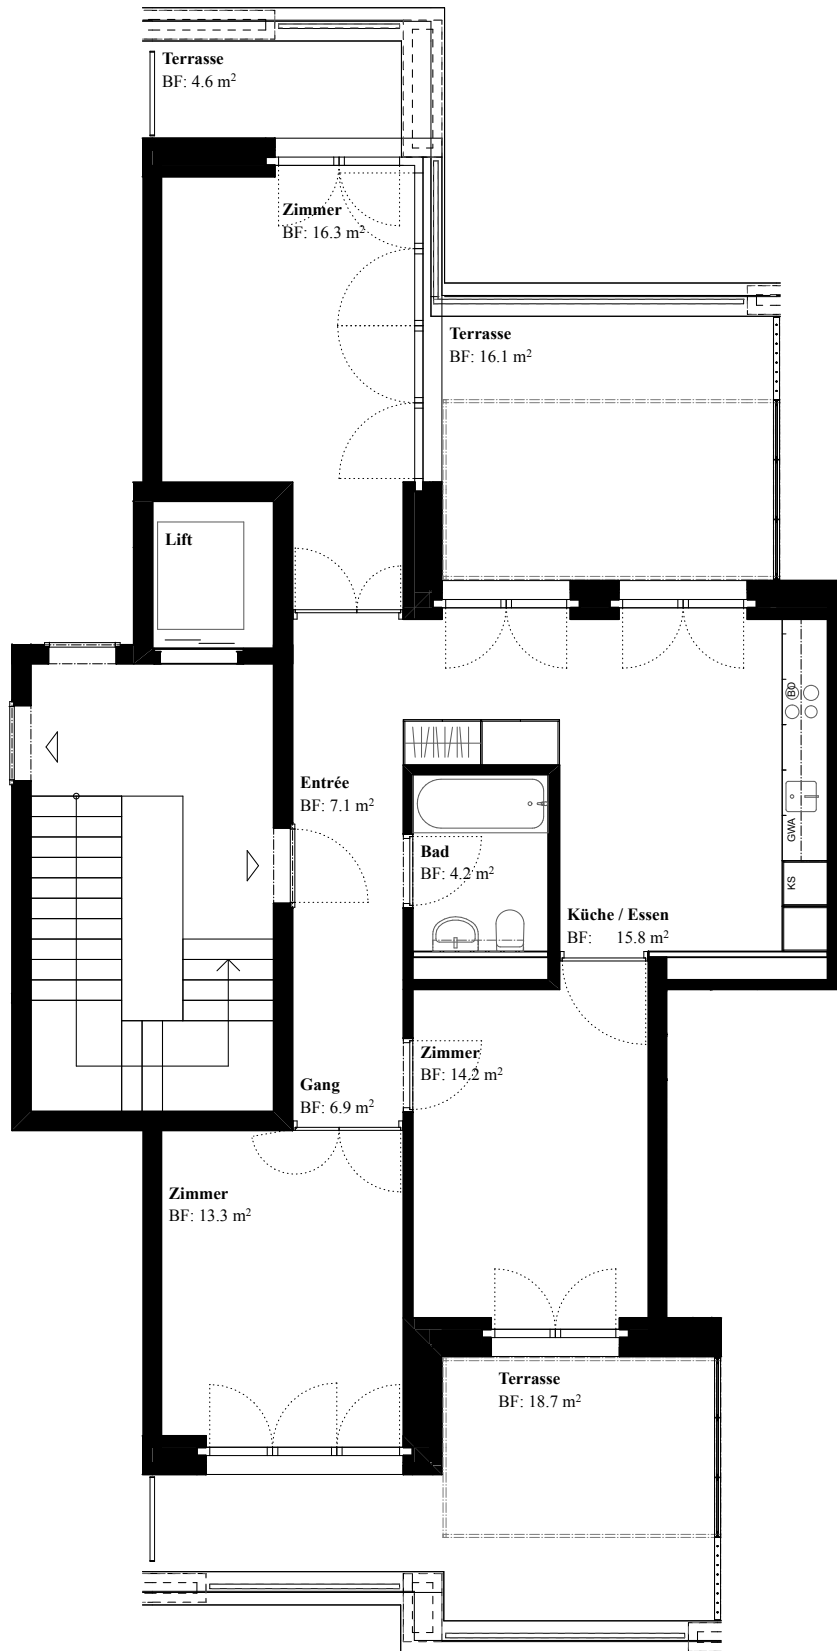 Terrasse
BF: 4.6 m²
Zimmer
BF: 16.3 m²
Terrasse
BF: 16.1 m²
Lift
BO
Entrée
BF: 7.1 m²
GWA
Bad
BF: 4.2 m²
KS
Küche / Essen
BF: 15.8 m²
Zimmer
BF: 14.2 m²
Gang
BF: 6.9 m²
Zimmer
BF: 13.3 m²
Terrasse
BF: 18.7 m²